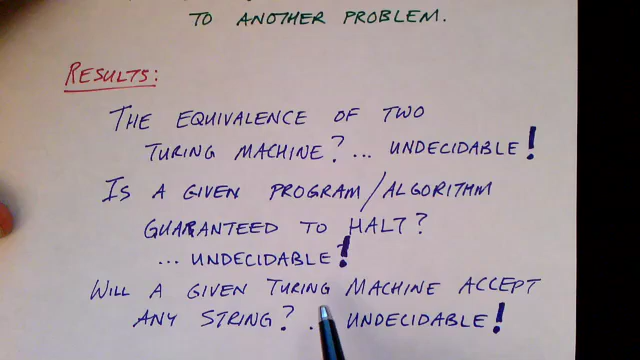 TO ANOTHER PROBLEM.
RESULTS:
THE EQUIVALENCE OF TWO
TURING MACHINE? ... UNDECIDABLE!
IS A GIVEN PROGRAM/ALGORITHM
GUARANTEED TO HALT?
... UNDECIDABLE!
WILL A GIVEN TURING MACHINE ACCEPT
ANY STRING? .. UNDECIDABLE!